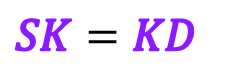 SK = KD